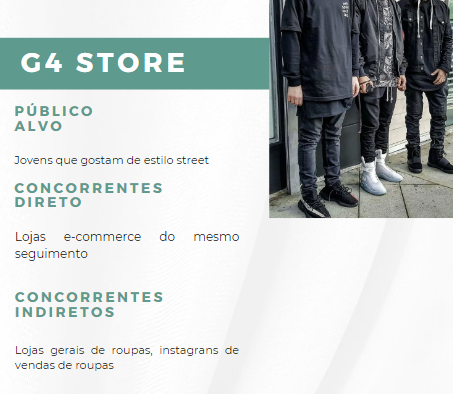 G4 STORE
PÚBLICO
ALVO
Jovens que gostam de estilo street
CONCORRENTES
DIRETO
Lojas e-commerce do mesmo
seguimento
CONCORRENTES
INDIRETOS
Lojas gerais de roupas, instagrans de
vendas de roupas